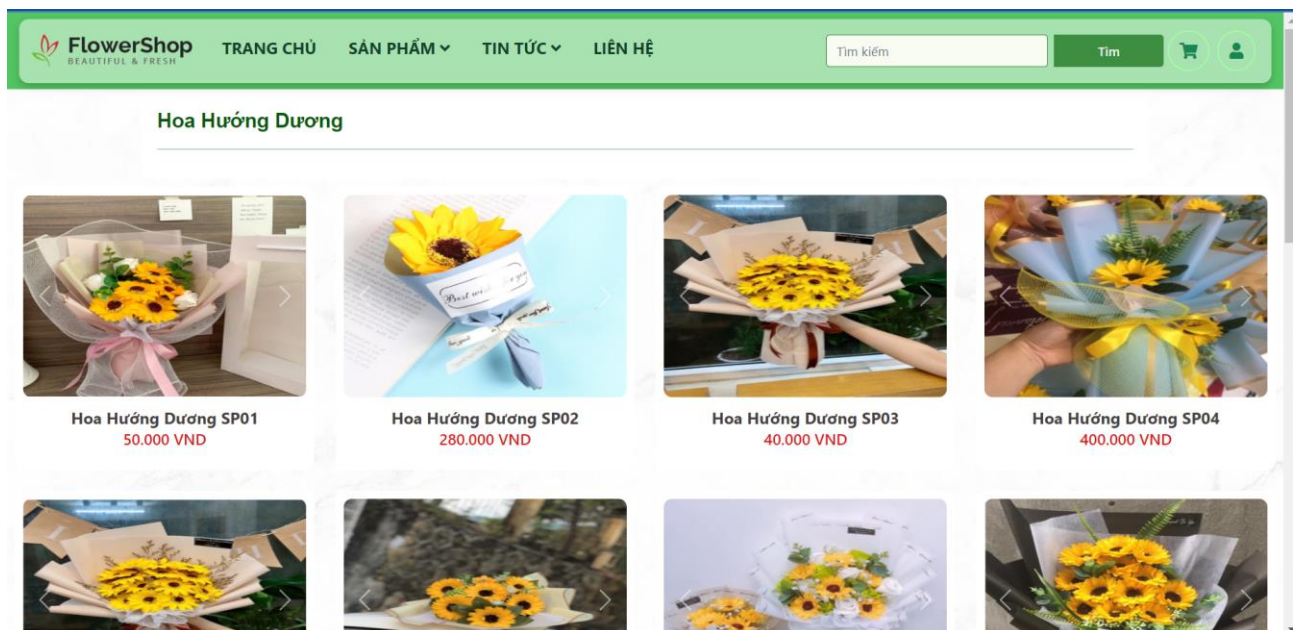 FlowerShop
BEAUTIFUL & FRESH
TRANG CHỦ SẢN PHẨM TIN TỨC LIÊN HỆ
Tìm kiếm
Tìm
Hoa Hướng Dương
Best wish
Hoa Hướng Dương SP01
50.000 VND
Hoa Hướng Dương SP02
280.000 VND
Hoa Hướng Dương SP03
40.000 VND
Hoa Hướng Dương SP04
400.000 VND